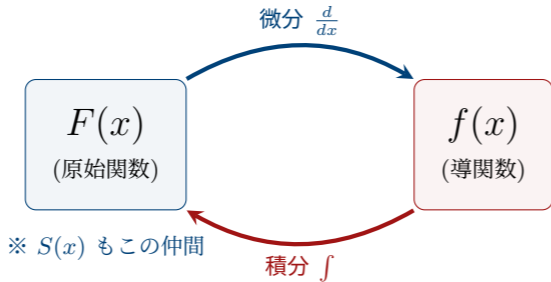 微分 d/dx
F(x)
(原始関数)
f(x)
(導関数)
※ S(x) もこの仲間
積分 ∫